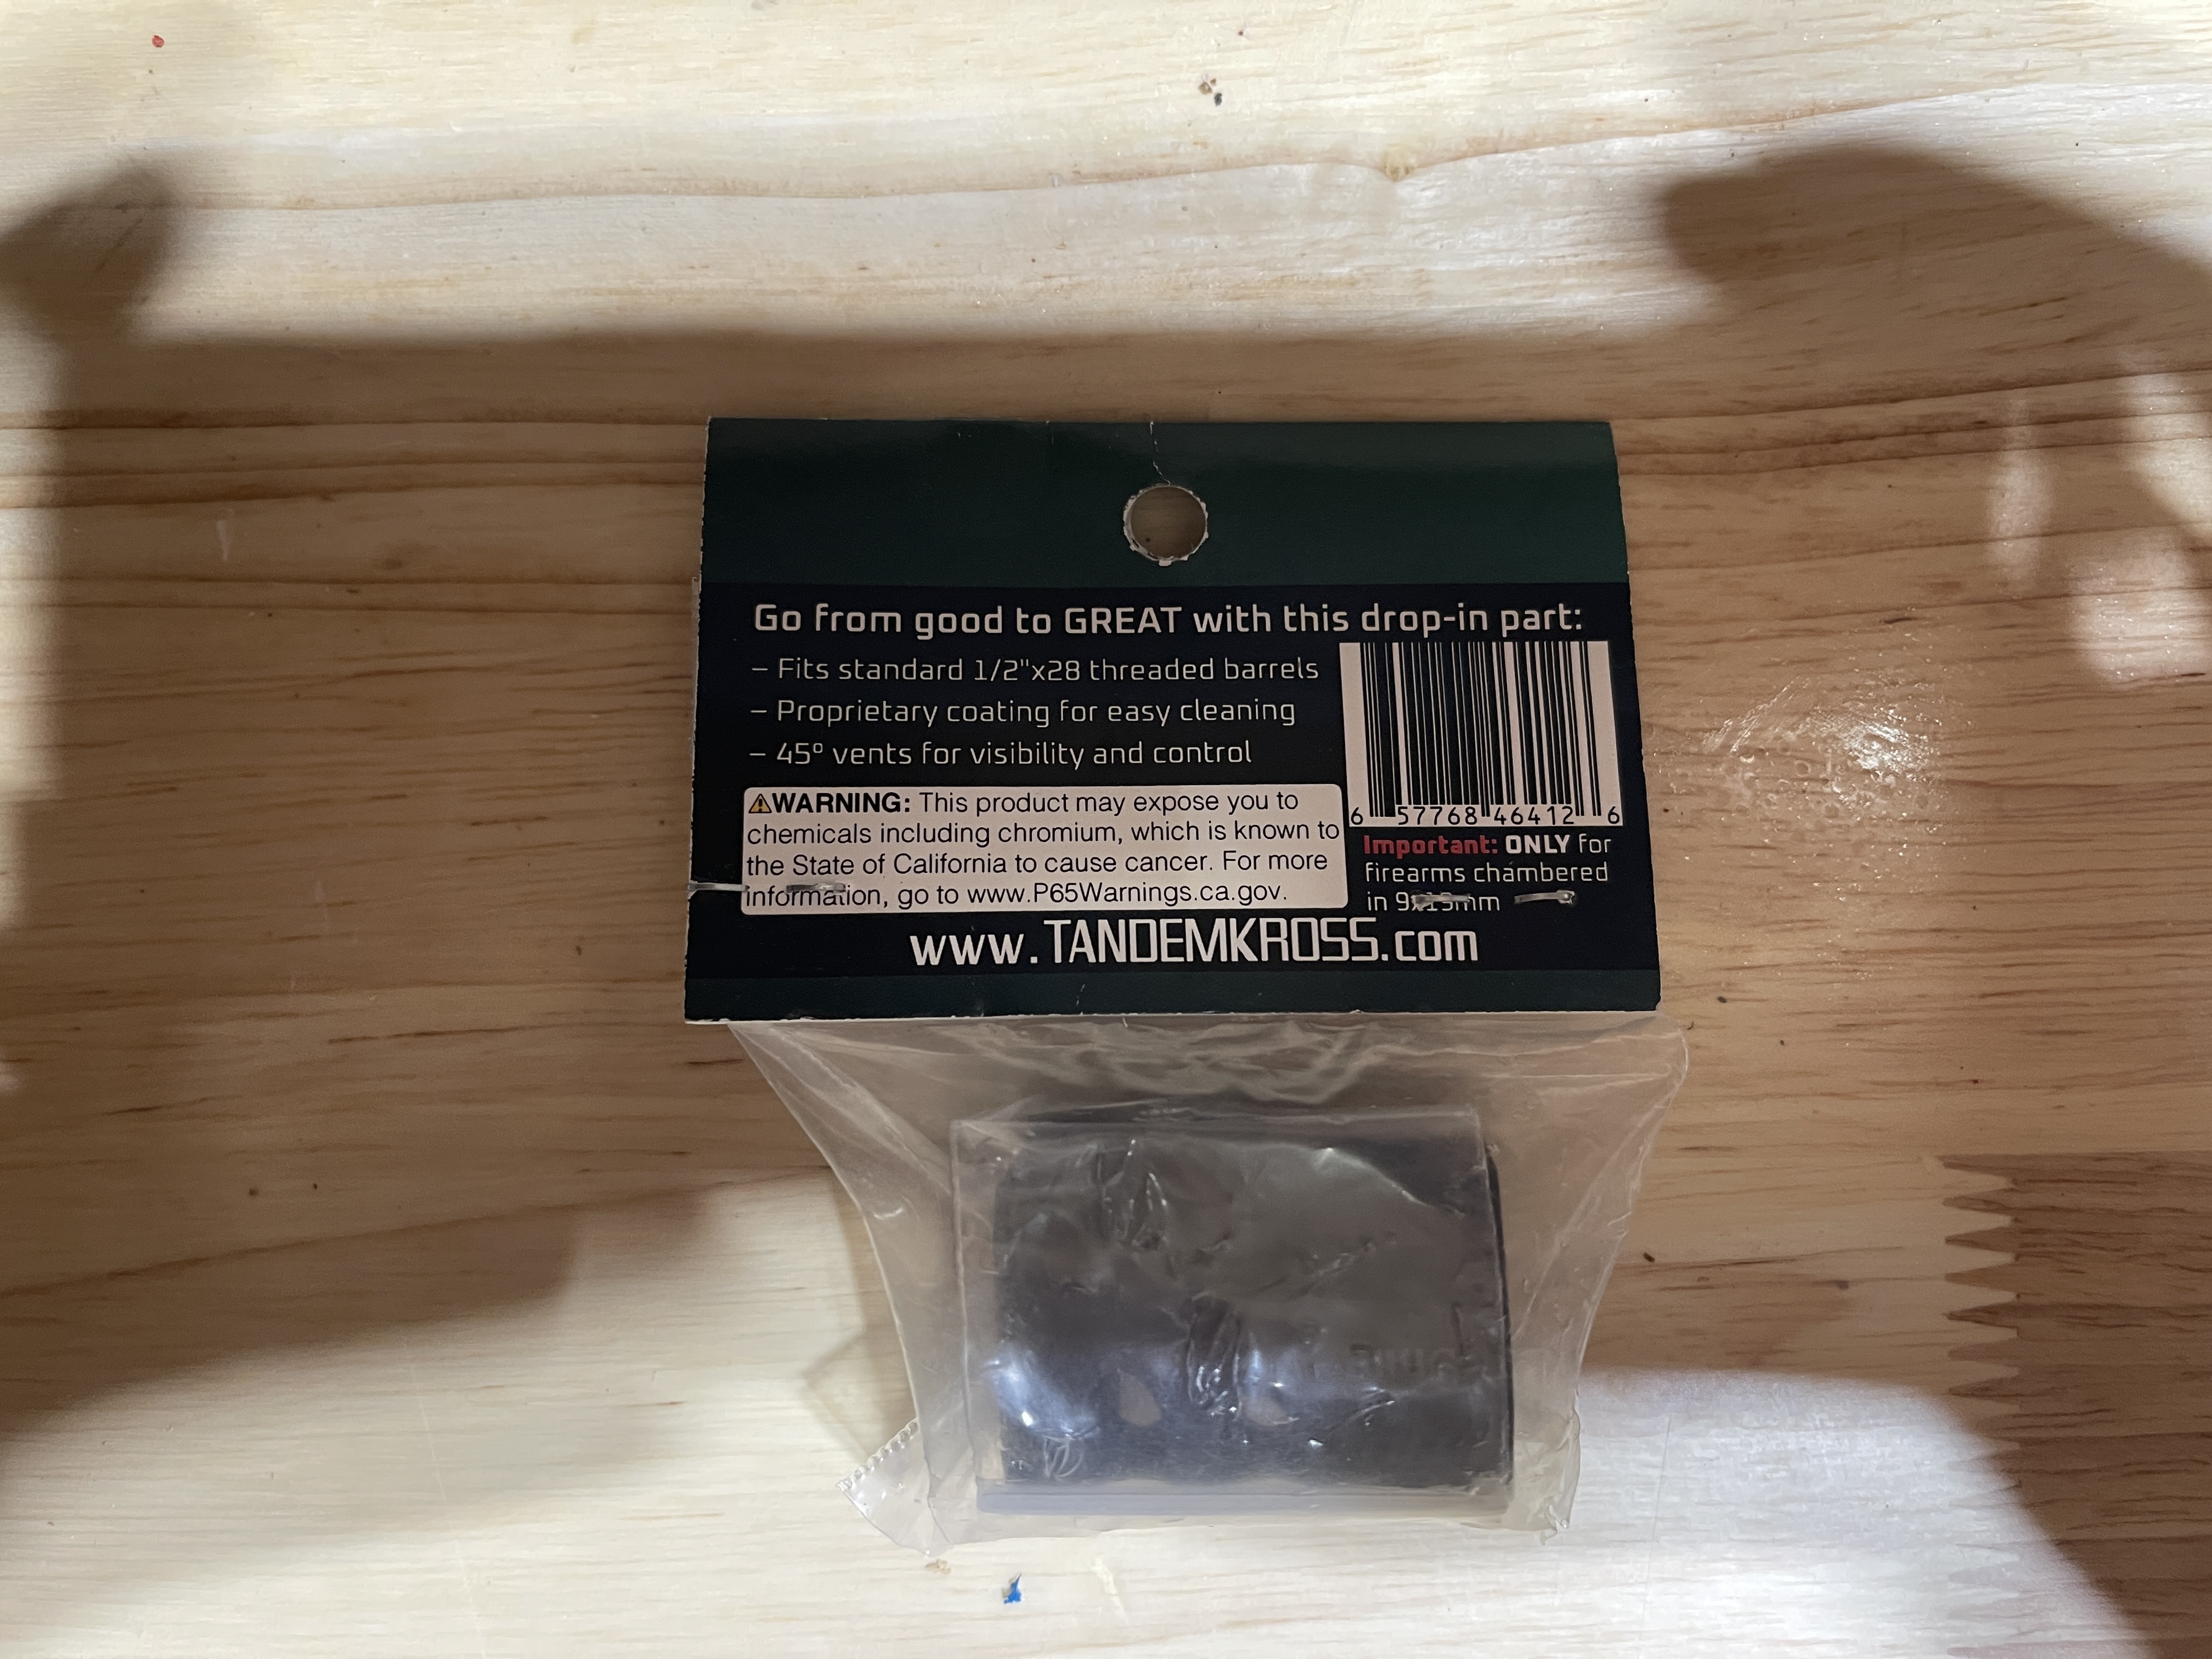 Go from good to GREAT with this drop-in part:
– Fits standard 1/2"x28 threaded barrels
– Proprietary coating for easy cleaning
– 45º vents for visibility and control
⚠WARNING: This product may expose you to
chemicals including chromium, which is known to
the State of California to cause cancer. For more
information, go to www.P65Warnings.ca.gov.
6 57768 46412 6
Important: ONLY for
firearms chambered
in 9x19mm
www.TANDEMKROSS.com